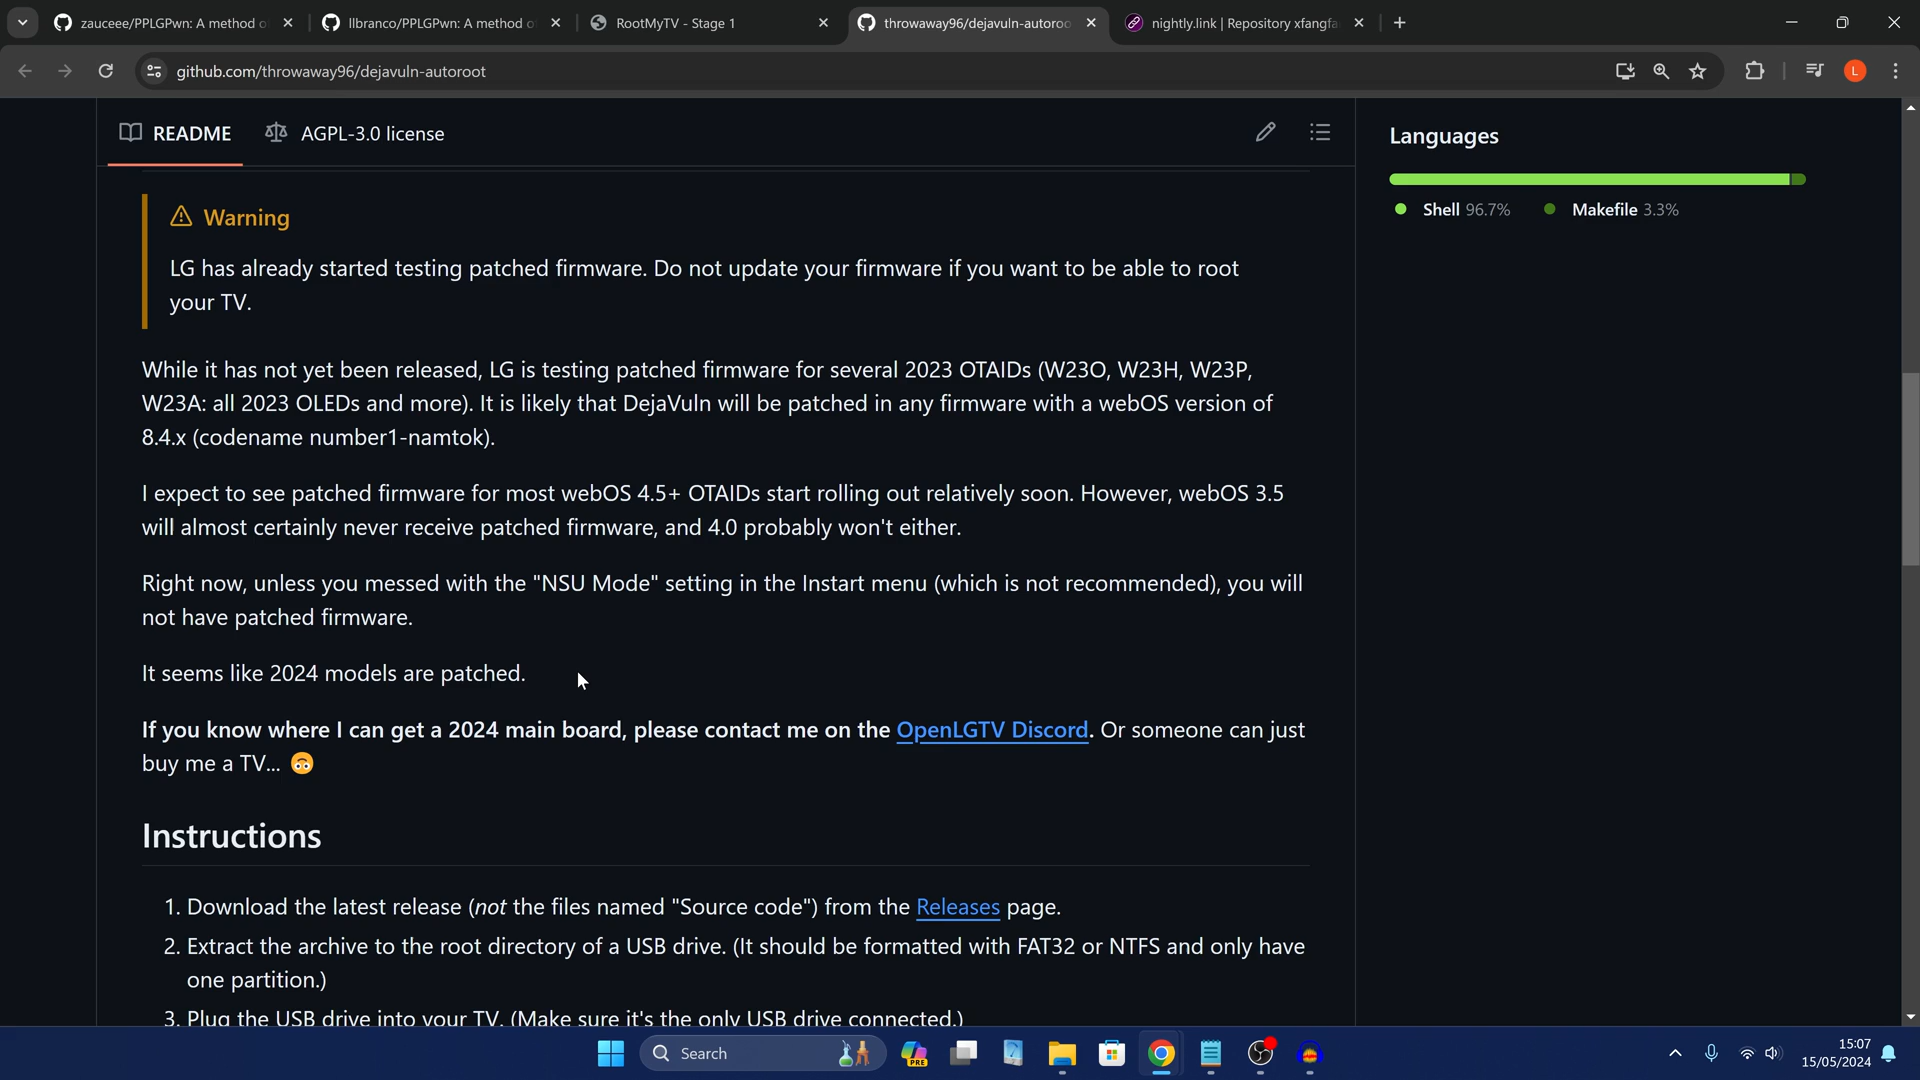 zauceee/PPLGPwn: A method o
llbranco/PPLGPwn: A method o
RootMyTV - Stage 1
throwaway96/dejavuln-autoroo
nightly.link | Repository xfangfa
github.com/throwaway96/dejavuln-autoroot
L
README
AGPL-3.0 license
Languages
Shell 96.7%
Makefile 3.3%
Warning
LG has already started testing patched firmware. Do not update your firmware if you want to be able to root
your TV.
While it has not yet been released, LG is testing patched firmware for several 2023 OTAIDs (W23O, W23H, W23P,
W23A: all 2023 OLEDs and more). It is likely that DejaVuln will be patched in any firmware with a webOS version of
8.4.x (codename number1-namtok).
I expect to see patched firmware for most webOS 4.5+ OTAIDs start rolling out relatively soon. However, webOS 3.5
will almost certainly never receive patched firmware, and 4.0 probably won't either.
Right now, unless you messed with the "NSU Mode" setting in the Instart menu (which is not recommended), you will
not have patched firmware.
It seems like 2024 models are patched.
If you know where I can get a 2024 main board, please contact me on the OpenLGTV Discord. Or someone can just
buy me a TV... 🙃
Instructions
1. Download the latest release (not the files named "Source code") from the Releases page.
2. Extract the archive to the root directory of a USB drive. (It should be formatted with FAT32 or NTFS and only have
one partition.)
3. Plug the USB drive into your TV. (Make sure it's the only USB drive connected.)
Search
PRE
15:07
15/05/2024